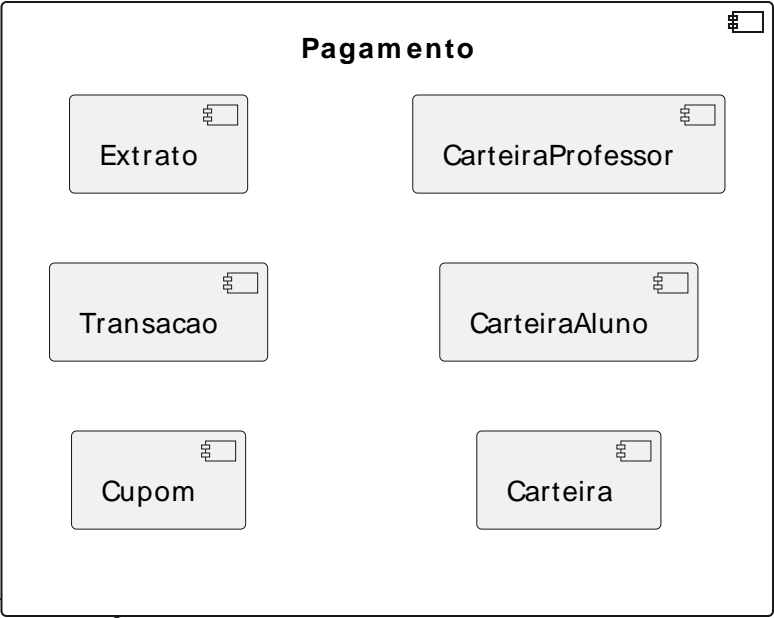 Pagamento
Extrato
CarteiraProfessor
Transacao
CarteiraAluno
Cupom
Carteira